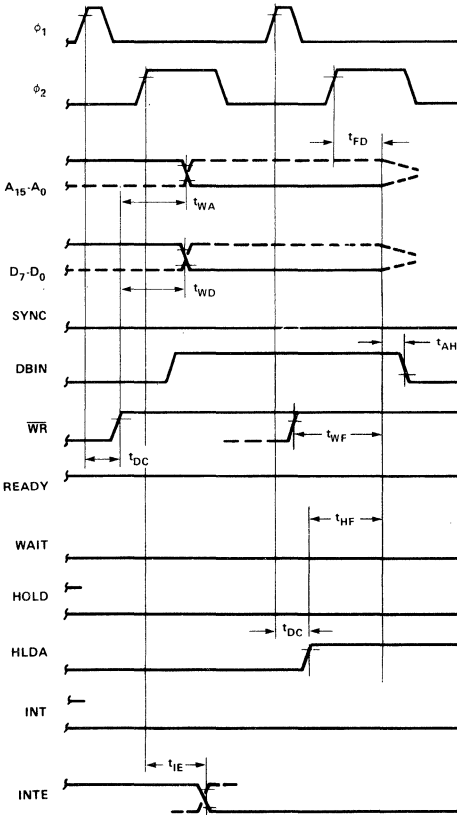 ϕ1
ϕ2
tFD
A15-A0
tWA
D7-D0
tWD
SYNC
tAH
DBIN
WR
tDC
tWF
READY
tHF
WAIT
HOLD
tDC
HLDA
INT
tIE
INTE